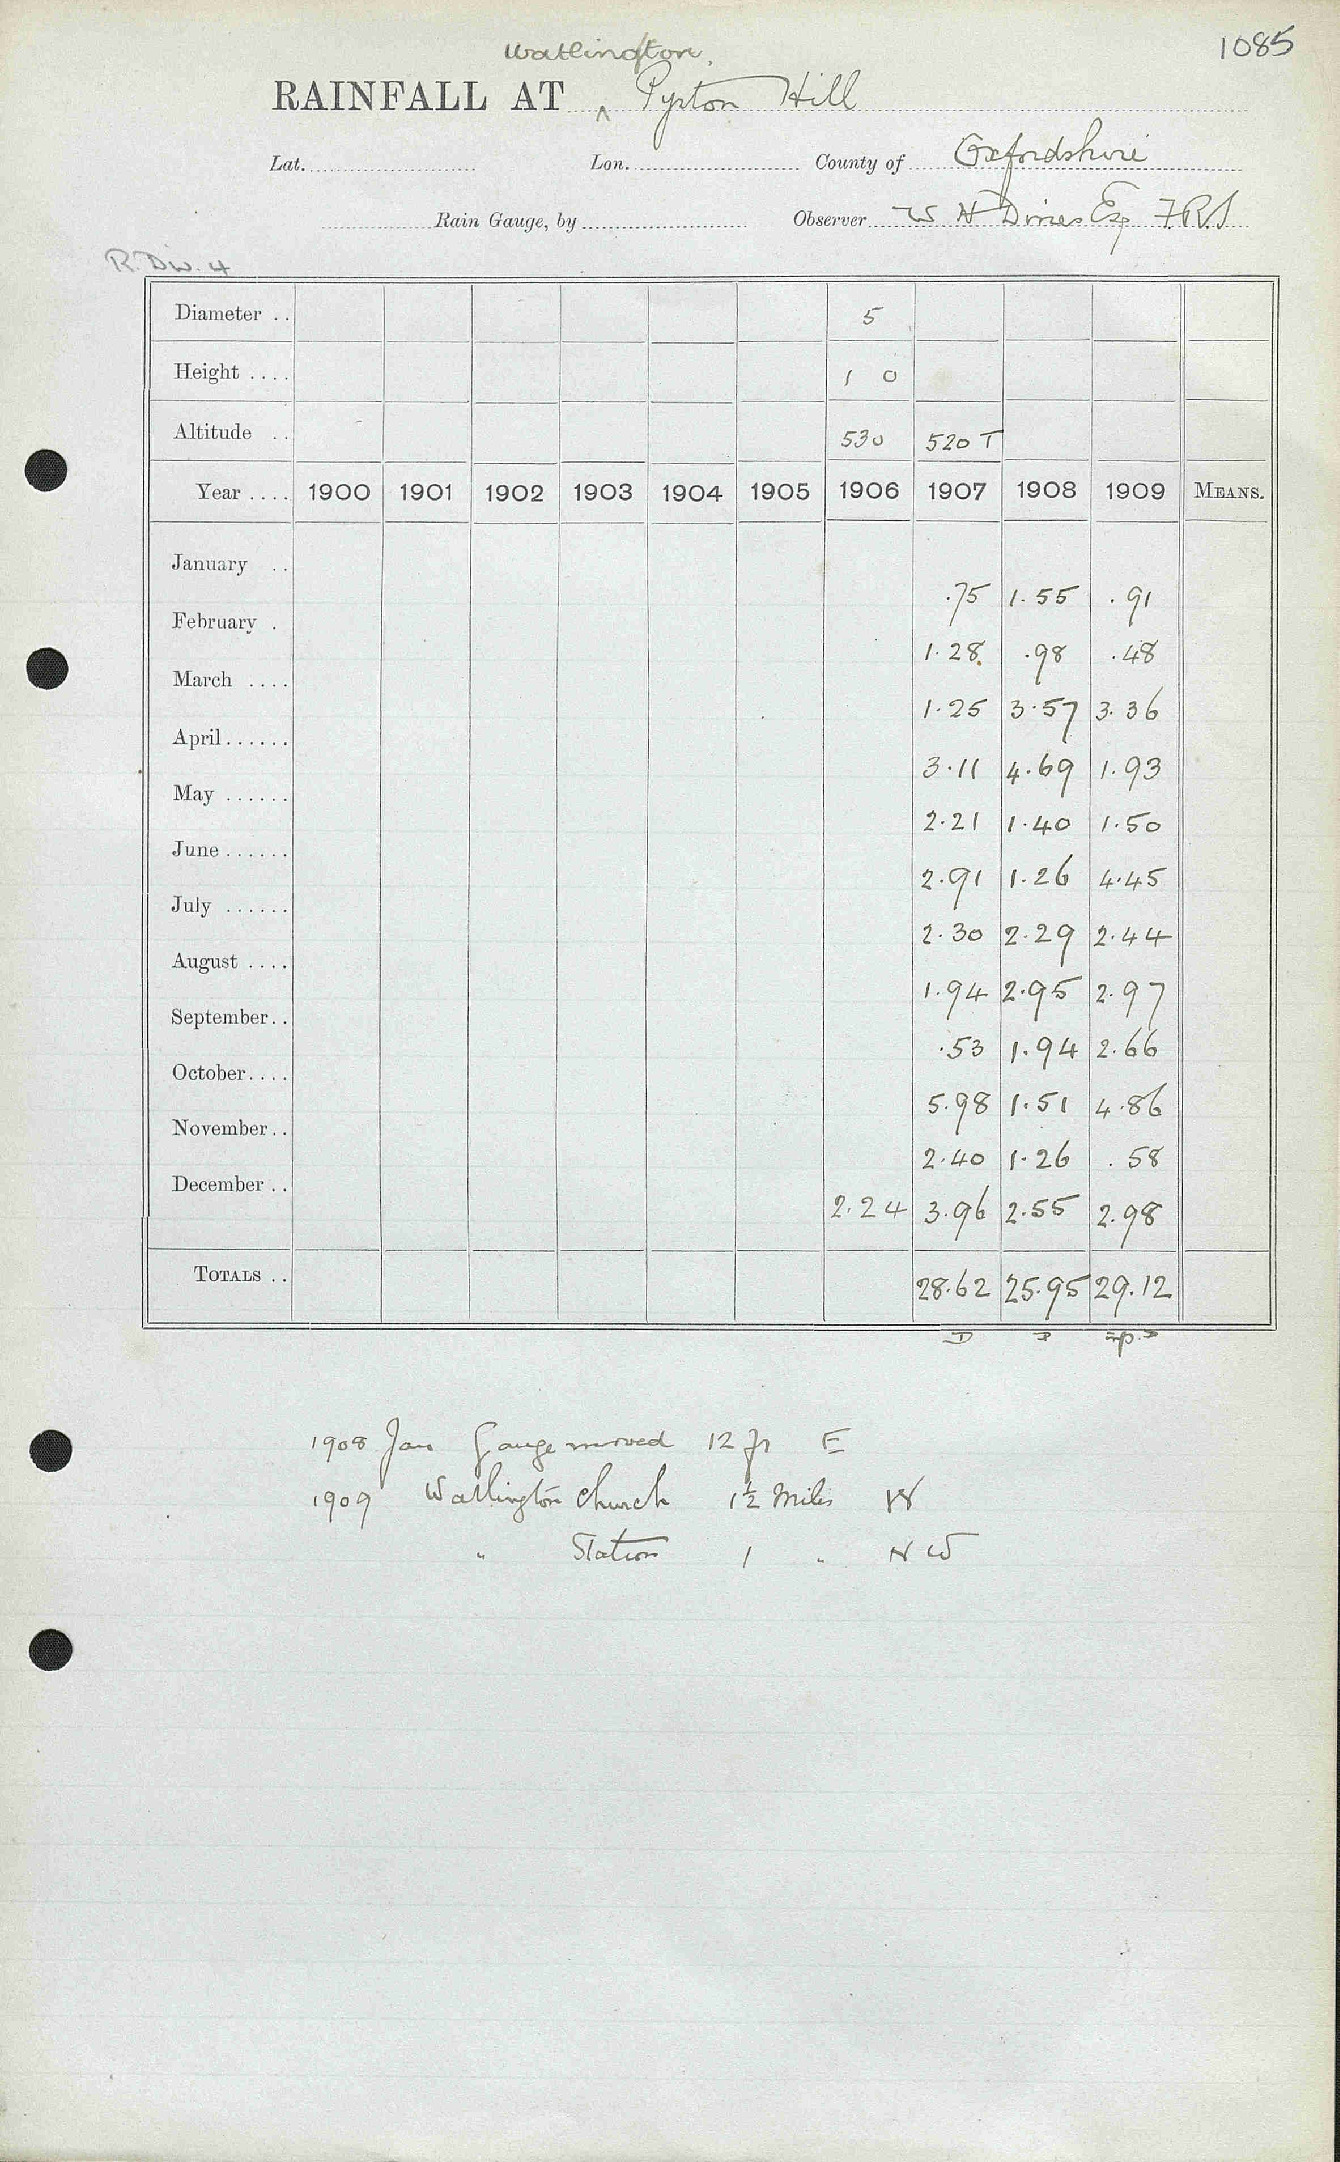 1085
Watlington,
RAINFALL AT ^ Pyrton Hill
Lat. Lon. County of Oxfordshire
Rain Gauge, by Observer W H Dines Esq F.R.S
R. Div. 4
Diameter .. 5
Height .... 1 0
Altitude .. 530 520 T
Year .... 1900 1901 1902 1903 1904 1905 1906 1907 1908 1909 MEANS.
January .. .75 1.55 .91
February . 1.28 .98 .48
March .... 1.25 3.57 3.36
April...... 3.11 4.69 1.93
May ...... 2.21 1.40 1.50
June ...... 2.91 1.26 4.45
July ...... 2.30 2.29 2.44
August .... 1.94 2.95 2.97
September.. .53 1.94 2.66
October.... 5.98 1.51 4.86
November.. 2.40 1.26 .58
December .. 2.24 3.96 2.55 2.98
TOTALS .. 28.62 25.95 29.12
1908 Jan Gauge moved 12 ft E
1909 Watlington Church 1½ Miles W
" Station 1 " N W